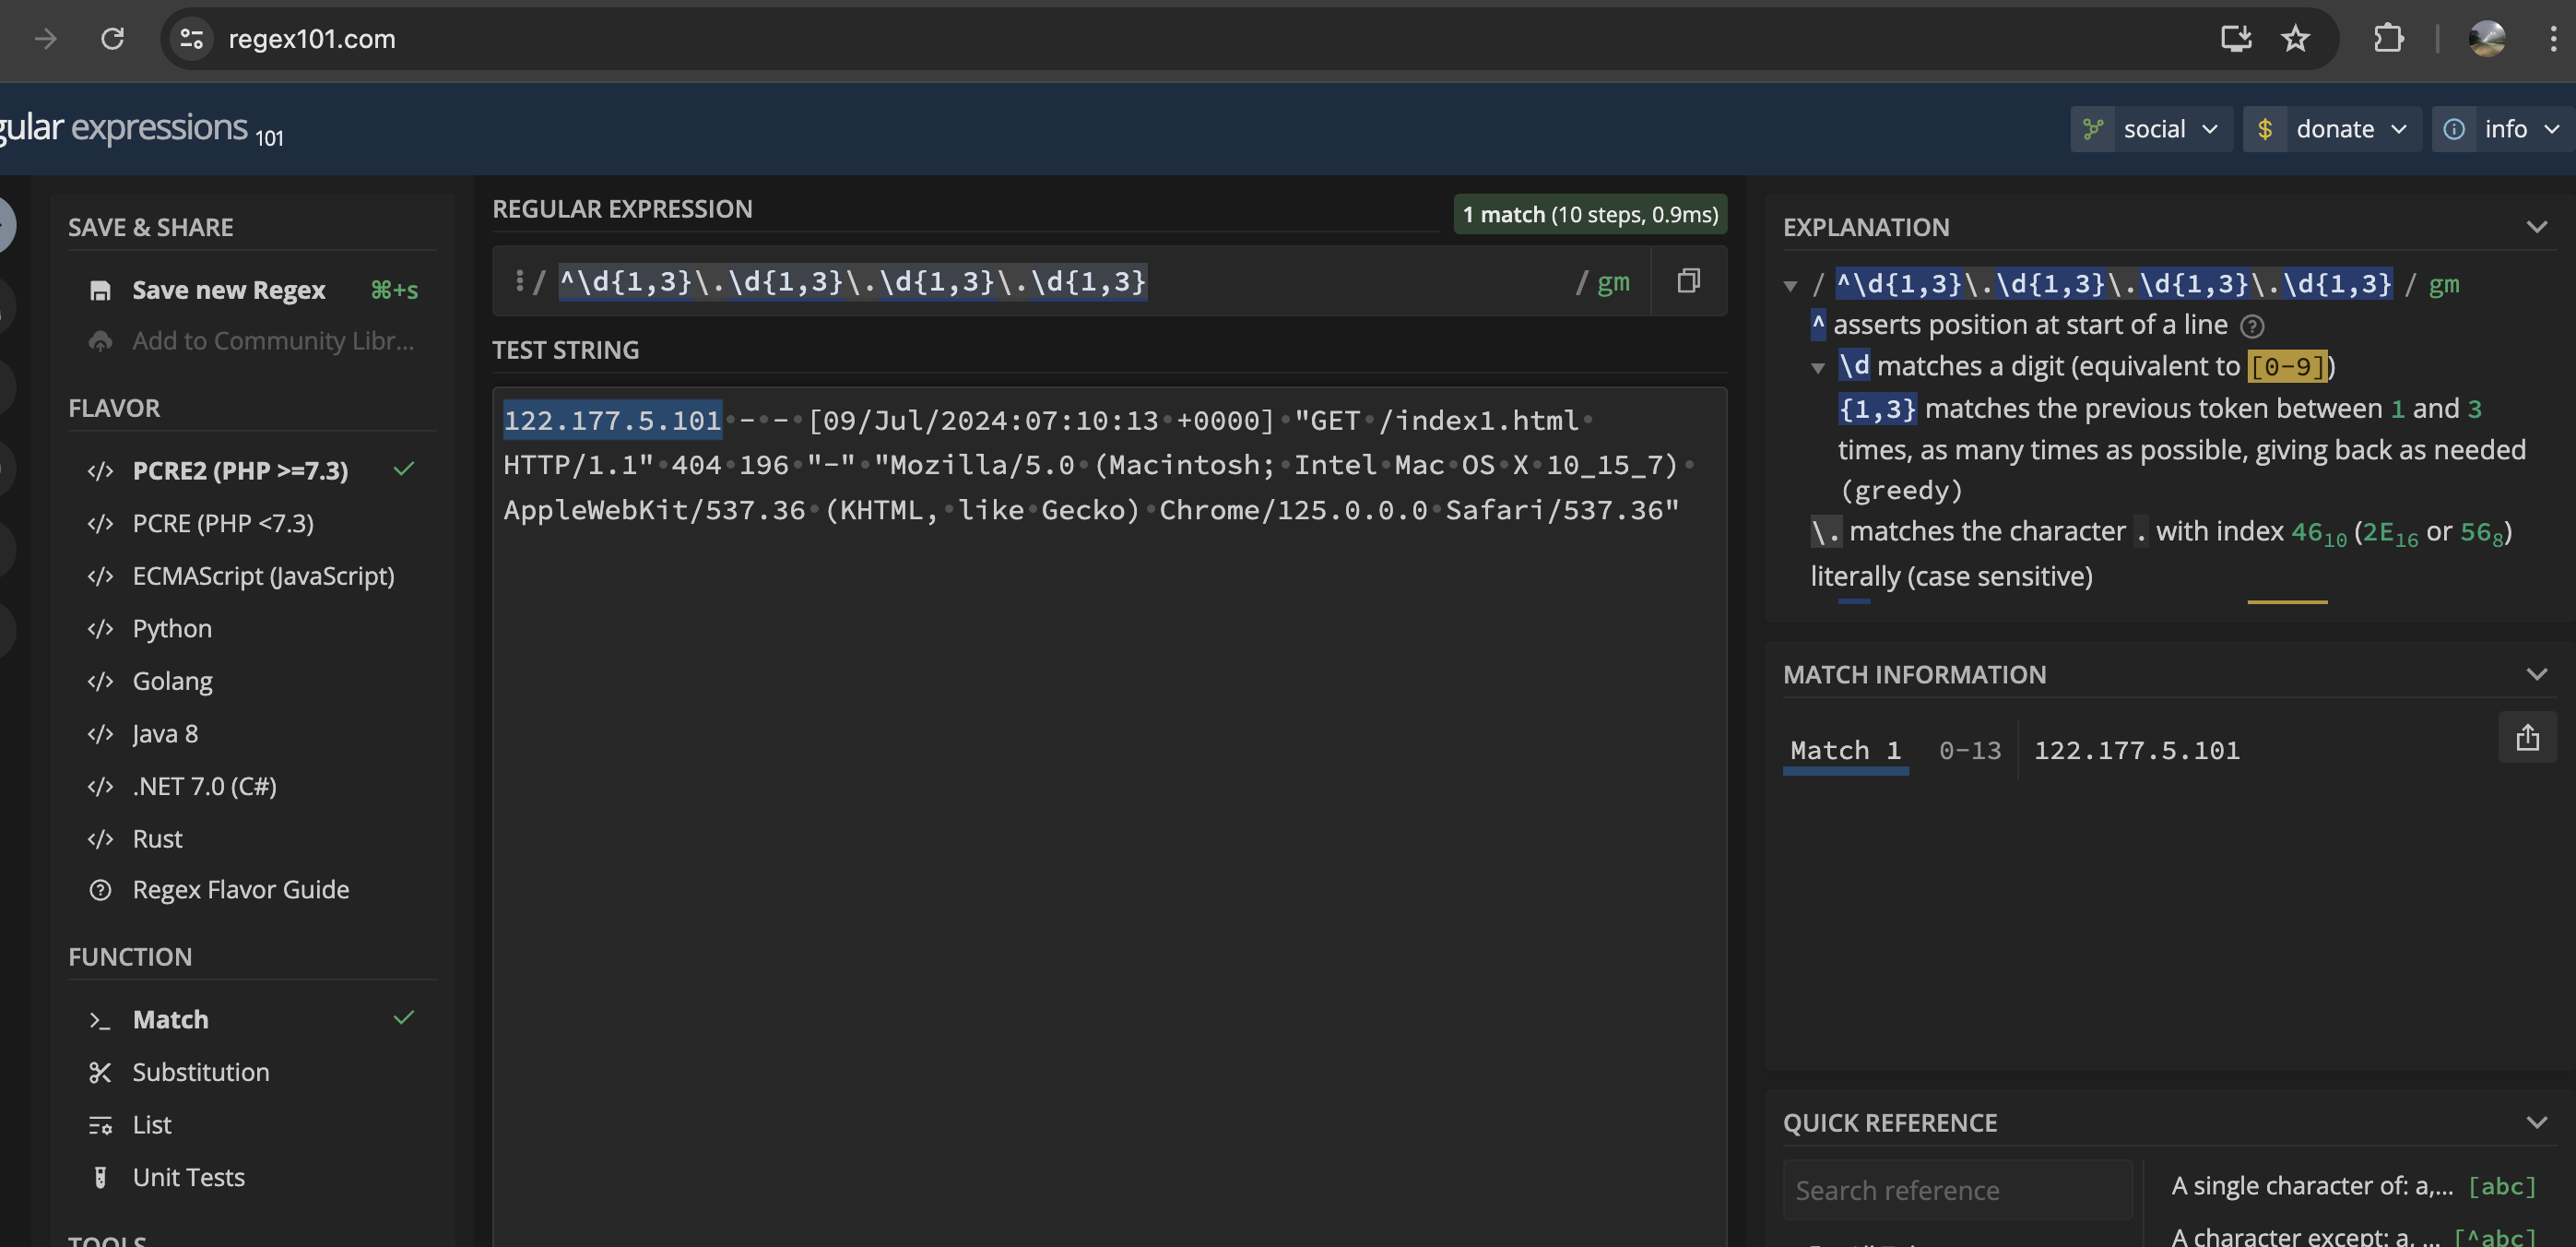 regex101.com
gular expressions 101
social
donate
info
SAVE & SHARE
Save new Regex ⌘+s
Add to Community Libr...
FLAVOR
</> PCRE2 (PHP >=7.3)
</> PCRE (PHP <7.3)
</> ECMAScript (JavaScript)
</> Python
</> Golang
</> Java 8
</> .NET 7.0 (C#)
</> Rust
Regex Flavor Guide
FUNCTION
>_ Match
Substitution
List
Unit Tests
TOOLS
REGULAR EXPRESSION
1 match (10 steps, 0.9ms)
/ ^\d{1,3}\.\d{1,3}\.\d{1,3}\.\d{1,3} / gm
TEST STRING
122.177.5.101 - - [09/Jul/2024:07:10:13 +0000] "GET /index1.html
HTTP/1.1" 404 196 "-" "Mozilla/5.0 (Macintosh; Intel Mac OS X 10_15_7)
AppleWebKit/537.36 (KHTML, like Gecko) Chrome/125.0.0.0 Safari/537.36"
EXPLANATION
/ ^\d{1,3}\.\d{1,3}\.\d{1,3}\.\d{1,3} / gm
^ asserts position at start of a line
\d matches a digit (equivalent to [0-9])
{1,3} matches the previous token between 1 and 3
times, as many times as possible, giving back as needed
(greedy)
\. matches the character . with index 46₁₀ (2E₁₆ or 56₈)
literally (case sensitive)
MATCH INFORMATION
Match 1 0-13 122.177.5.101
QUICK REFERENCE
Search reference
A single character of: a,... [abc]
A character except: a, ... [^abc]